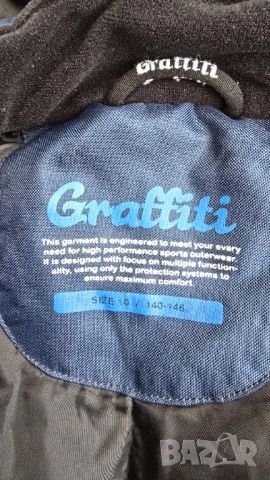 Graffiti
Graffiti
This garment is engineered to meet your every
need for high performance sports outerwear.
It is designed with focus on multiple function-
ality, using only the protection systems to
ensure maximum comfort.
SIZE 10 / 140-146
BAZAR